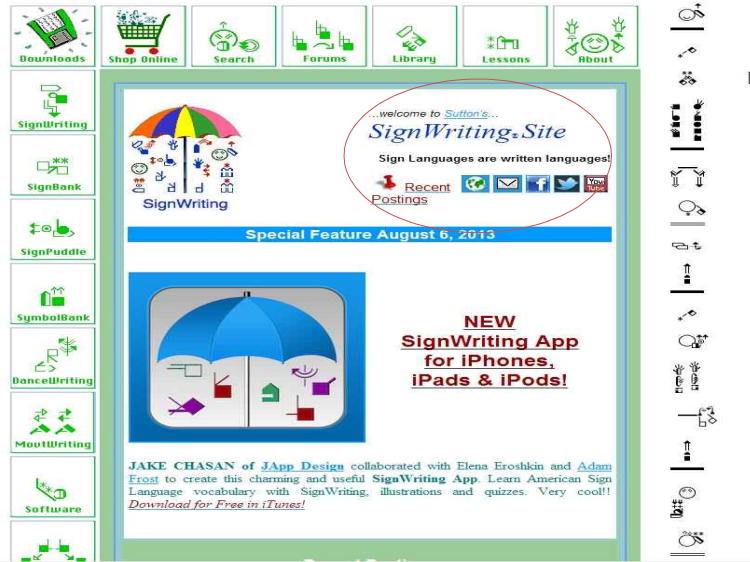 Downloads
Shop Online
Search
Forums
Library
Lessons
About
SignWriting
SignBank
SignPuddle
SymbolBank
DanceWriting
MovtWriting
Software
SignWriting
...welcome to Sutton's...
SignWriting Site
Sign Languages are written languages!
Recent
Postings
You
Tube
Special Feature August 6, 2013
NEW
SignWriting App
for iPhones,
iPads & iPods!
JAKE CHASAN of JApp Design collaborated with Elena Eroshkin and Adam
Frost to create this charming and useful SignWriting App. Learn American Sign
Language vocabulary with SignWriting, illustrations and quizzes. Very cool!!
Download for Free in iTunes!